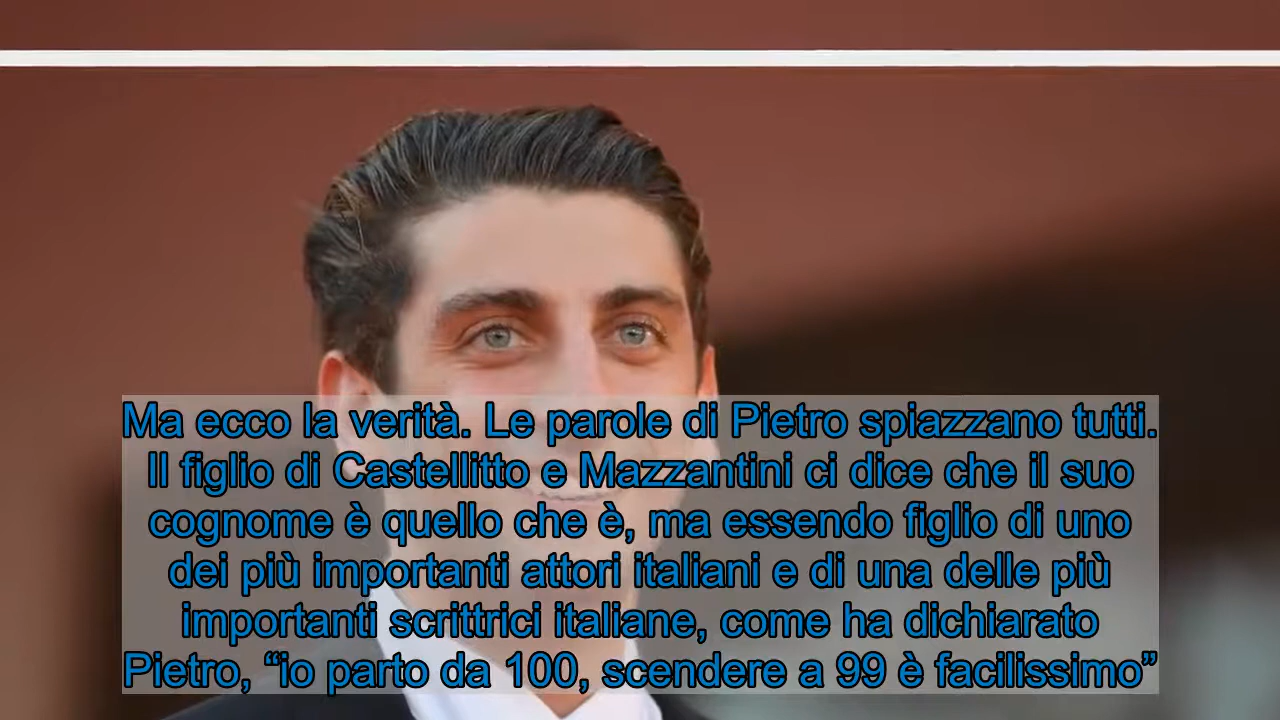 Ma ecco la verità. Le parole di Pietro spiazzano tutti.
Il figlio di Castellitto e Mazzantini ci dice che il suo
cognome è quello che è, ma essendo figlio di uno
dei più importanti attori italiani e di una delle più
importanti scrittrici italiane, come ha dichiarato
Pietro, “io parto da 100, scendere a 99 è facilissimo”